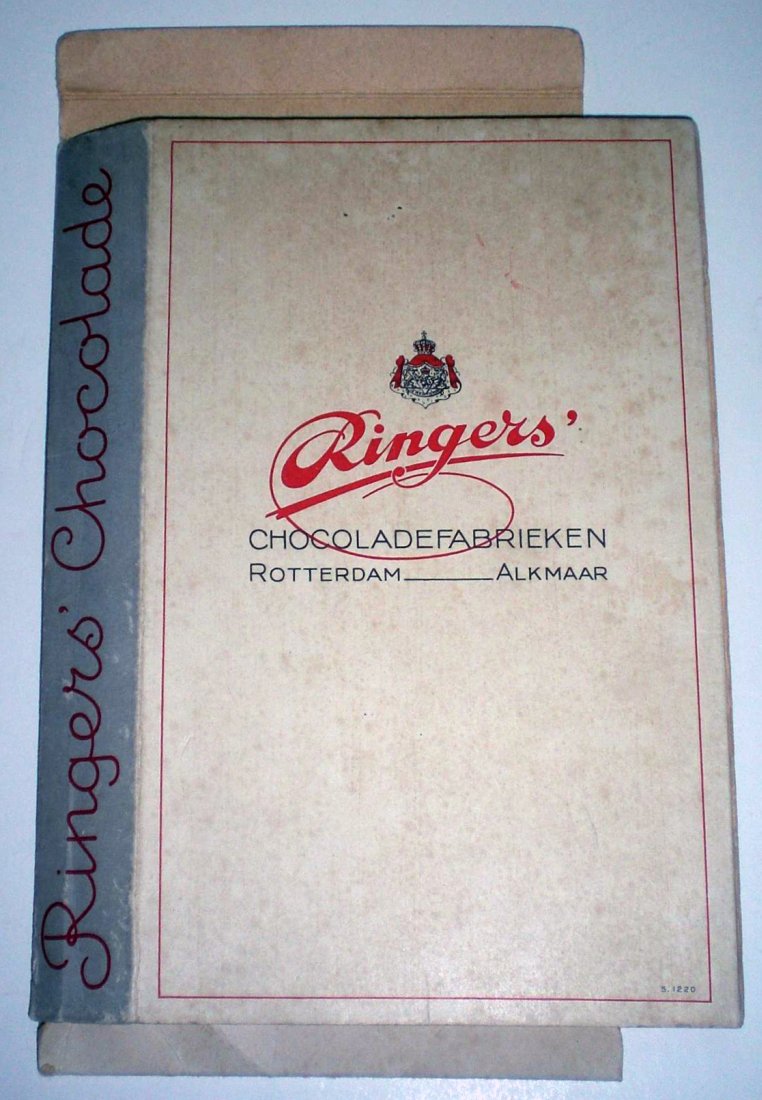 Ringers' Chocolade
Ringers'
CHOCOLADEFABRIEKEN
ROTTERDAM ALKMAAR
S. 1220